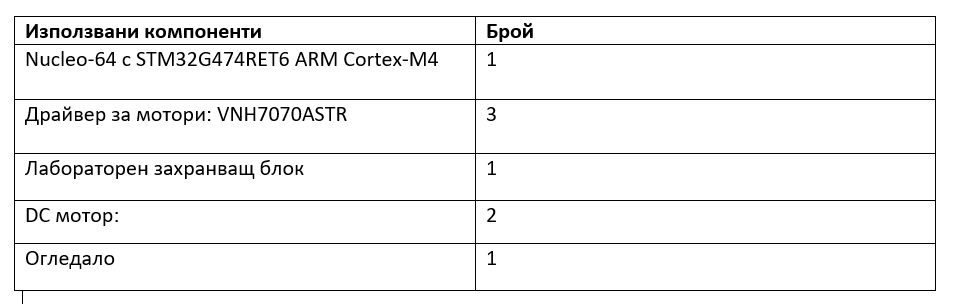 Използвани компоненти Брой
Nucleo-64 с STM32G474RET6 ARM Cortex-M4 1
Драйвер за мотори: VNH7070ASTR 3
Лабораторен захранващ блок 1
DC мотор: 2
Огледало 1